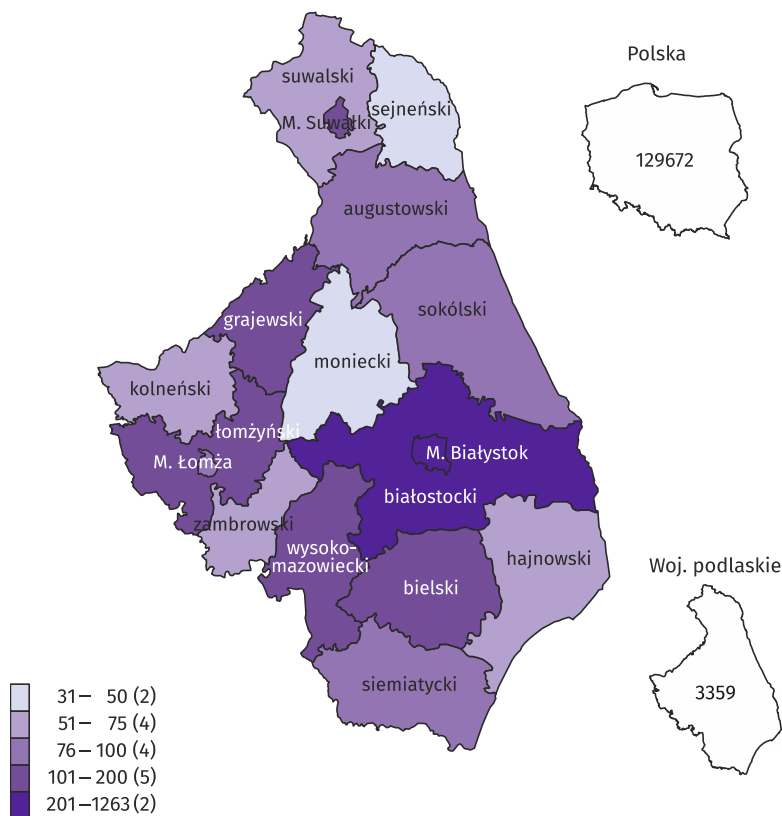 Polska
129672
suwalski
sejneński
M. Suwałki
augustowski
sokólski
grajewski
moniecki
kolneński
łomżyński
M. Łomża
M. Białystok
białostocki
zambrowski
wysoko-
mazowiecki
hajnowski
bielski
siemiatycki
Woj. podlaskie
3359
31– 50 (2)
51– 75 (4)
76–100 (4)
101–200 (5)
201–1263 (2)